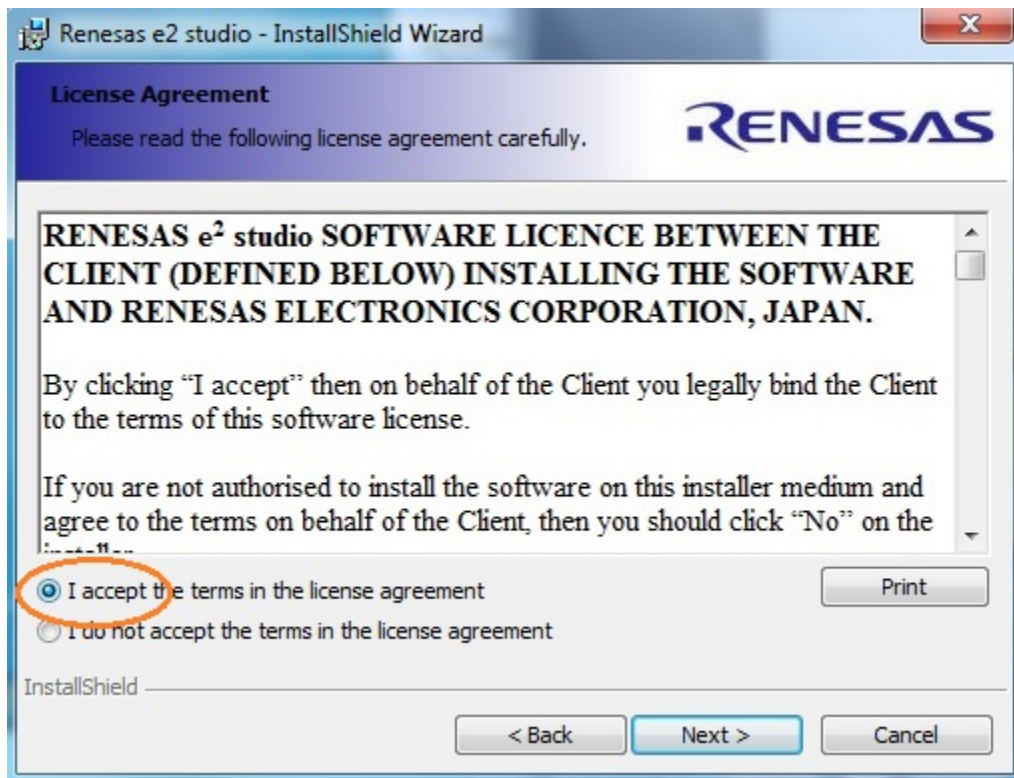 Renesas e2 studio - InstallShield Wizard
License Agreement
Please read the following license agreement carefully.
RENESAS
RENESAS e² studio SOFTWARE LICENCE BETWEEN THE
CLIENT (DEFINED BELOW) INSTALLING THE SOFTWARE
AND RENESAS ELECTRONICS CORPORATION, JAPAN.
By clicking “I accept” then on behalf of the Client you legally bind the Client
to the terms of this software license.
If you are not authorised to install the software on this installer medium and
agree to the terms on behalf of the Client, then you should click “No” on the
installer.
I accept the terms in the license agreement
Print
I do not accept the terms in the license agreement
InstallShield
< Back
Next >
Cancel